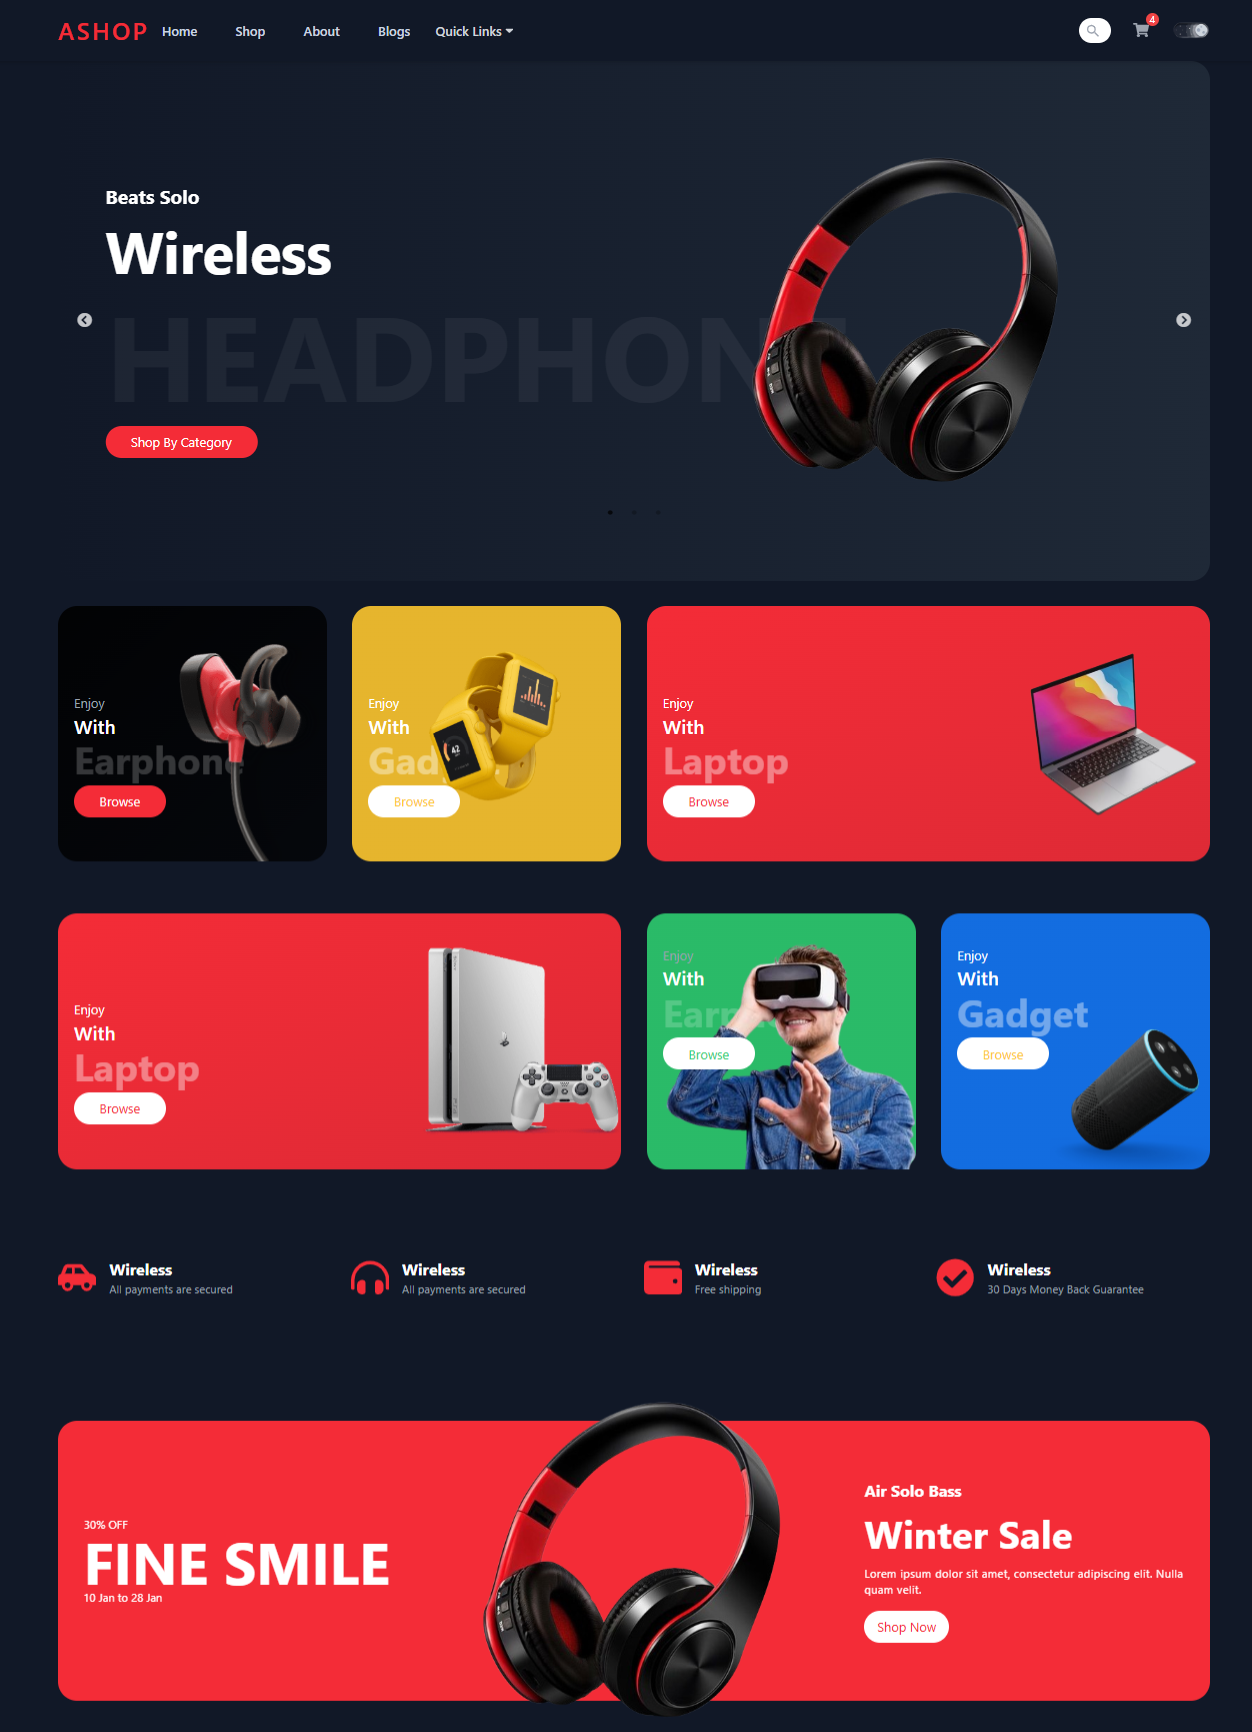 ASHOP Home Shop About Blogs Quick Links 4
Beats Solo
Wireless
HEADPHONE
Shop By Category
Enjoy
With
Earphone
Browse
Enjoy
With
Gad
42
Browse
Enjoy
With
Laptop
Browse
Enjoy
With
Laptop
Browse
Enjoy
With
Browse
Enjoy
With
Gadget
Browse
Wireless
All payments are secured
Wireless
All payments are secured
Wireless
Free shipping
Wireless
30 Days Money Back Guarantee
30% OFF
FINE SMILE
10 Jan to 28 Jan
Air Solo Bass
Winter Sale
Lorem ipsum dolor sit amet, consectetur adipiscing elit. Nulla
quam velit.
Shop Now